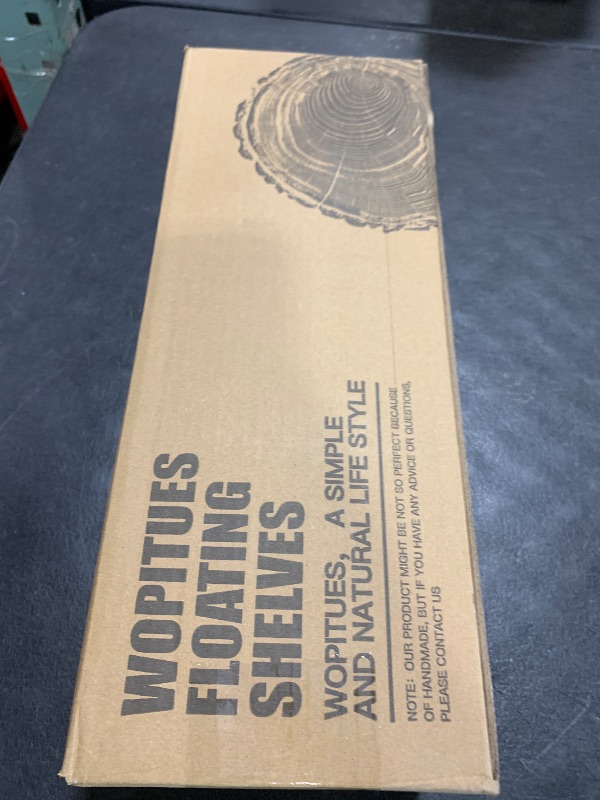 WOPITUES
FLOATING
SHELVES
WOPITUES, A SIMPLE
AND NATURAL LIFE STYLE
NOTE: OUR PRODUCT MIGHT BE NOT SO PERFECT BECAUSE
OF HANDMADE, BUT IF YOU HAVE ANY ADVICE OR QUESTIONS,
PLEASE CONTACT US